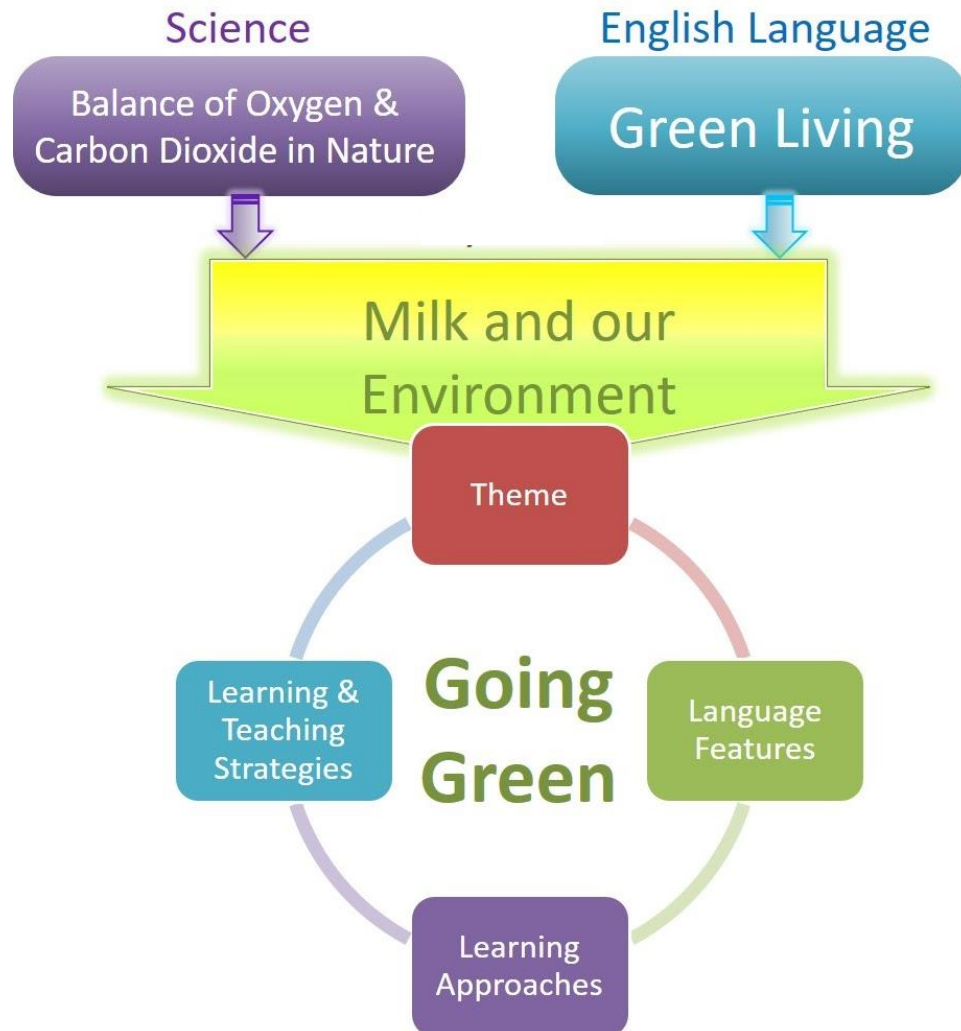 Science
English Language
Balance of Oxygen &
Carbon Dioxide in Nature
Green Living
Milk and our
Environment
Theme
Going
Green
Learning &
Teaching
Strategies
Language
Features
Learning
Approaches